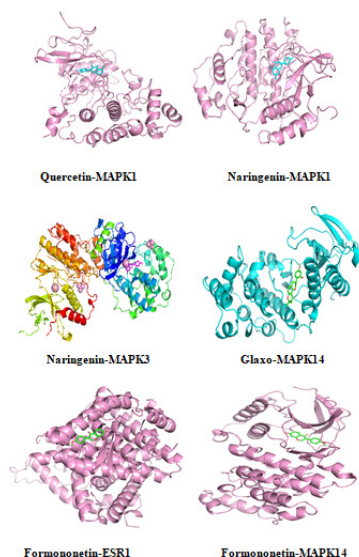 Quercetin-MAPK1
Naringenin-MAPK1
Naringenin-MAPK3
Glaxo-MAPK14
Formononetin-ESR1
Formononetin-MAPK14